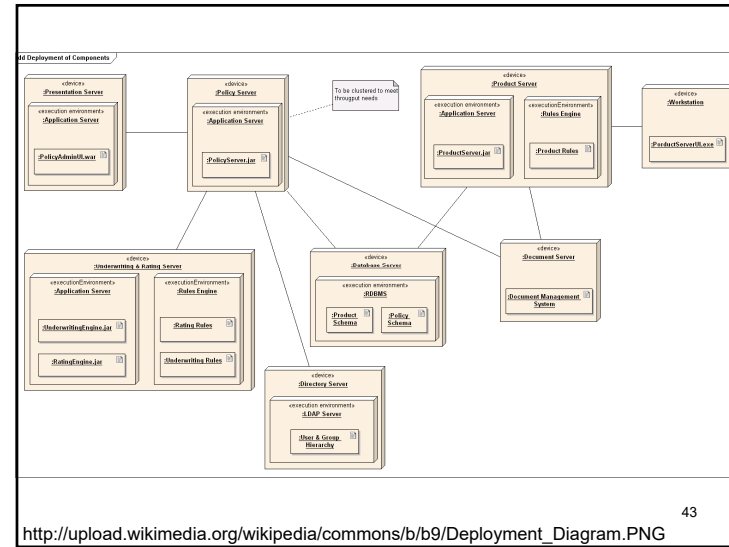 dd Deployment of Components
«device»
:Presentation Server
«execution environment»
:Application Server
:PolicyAdminUI.war
«device»
:Policy Server
«execution environment»
:Application Server
:PolicyServer.jar
To be clustered to meet
througput needs
«device»
:Product Server
«execution environment»
:Application Server
:ProductServer.jar
«executionEnvironment»
:Rules Engine
:Product Rules
«device»
:Workstation
:PorductServerUI.exe
«device»
:Underwriting & Rating Server
«executionEnvironment»
:Application Server
:UnderwritingEngine.jar
:RatingEngine.jar
«executionEnvironment»
:Rules Engine
:Rating Rules
:Underwriting Rules
«device»
:Database Server
«execution environment»
:RDBMS
:Product
Schema
:Policy
Schema
«device»
:Document Server
:Document Management
System
«device»
:Directory Server
«execution environment»
:LDAP Server
:User & Group
Hierarchy
43
http://upload.wikimedia.org/wikipedia/commons/b/b9/Deployment_Diagram.PNG